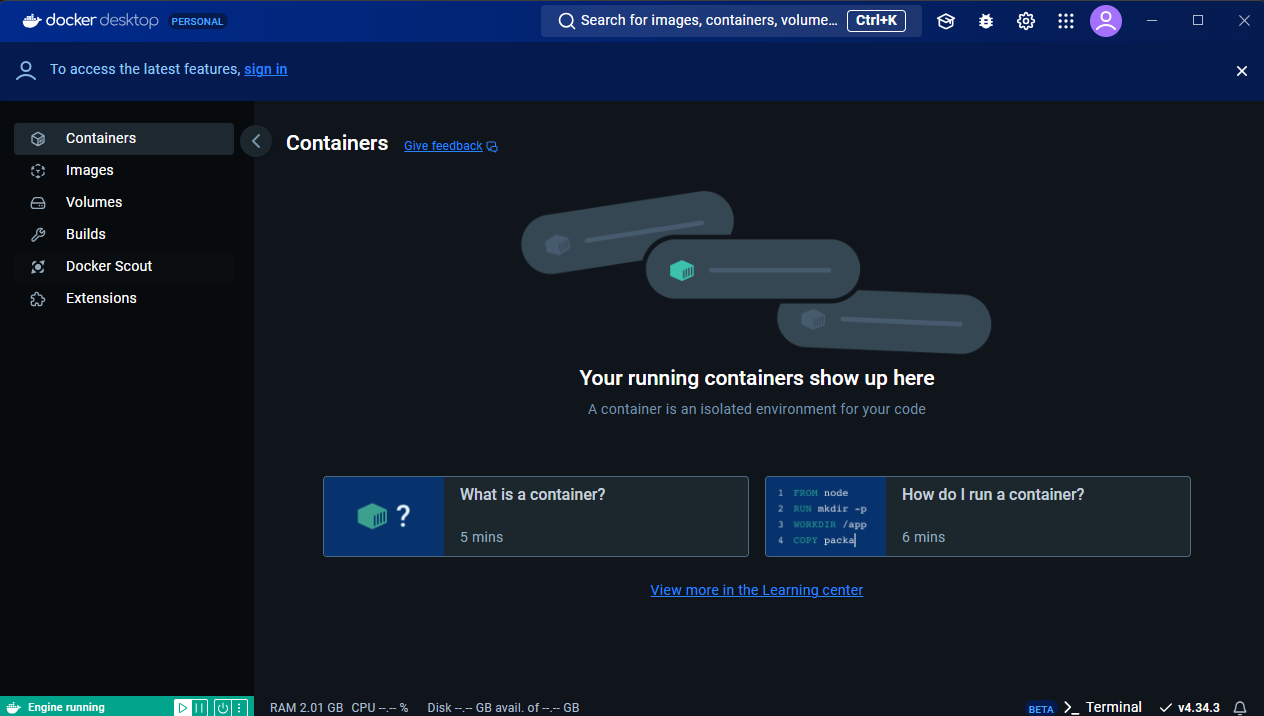 docker desktop PERSONAL
Search for images, containers, volume... Ctrl+K
To access the latest features, sign in
Containers
Images
Volumes
Builds
Docker Scout
Extensions
Containers Give feedback
Your running containers show up here
A container is an isolated environment for your code
?
What is a container?
5 mins
1 FROM node
2 RUN mkdir -p
3 WORKDIR /app
4 COPY packa
How do I run a container?
6 mins
View more in the Learning center
Engine running
RAM 2.01 GB CPU --.-- % Disk --.-- GB avail. of --.-- GB
BETA >_ Terminal v4.34.3